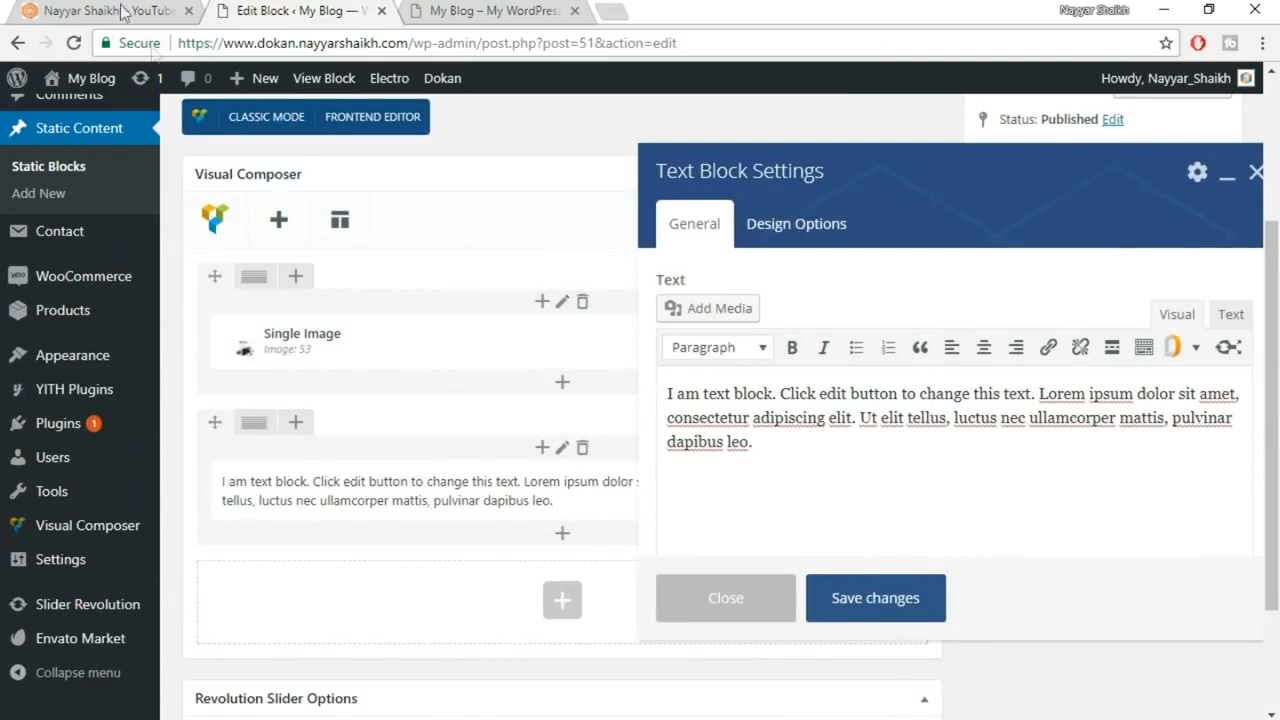 Nayyar Shaikh - YouTube
Edit Block ‹ My Blog — W
My Blog – My WordPress
Nayyar Shaikh
Secure
https://www.dokan.nayyarshaikh.com/wp-admin/post.php?post=51&action=edit
My Blog
1
0
New
View Block
Electro
Dokan
Howdy, Nayyar_Shaikh
Comments
Static Content
Static Blocks
Add New
Contact
WooCommerce
Products
Appearance
YITH Plugins
Plugins 1
Users
Tools
Visual Composer
Settings
Slider Revolution
Envato Market
Collapse menu
CLASSIC MODE
FRONTEND EDITOR
Status: Published Edit
Visual Composer
Single Image
Image: 53
I am text block. Click edit button to change this text. Lorem ipsum dolor
tellus, luctus nec ullamcorper mattis, pulvinar dapibus leo.
Revolution Slider Options
Text Block Settings
General
Design Options
Text
Add Media
Visual
Text
Paragraph
B
I
I am text block. Click edit button to change this text. Lorem ipsum dolor sit amet,
consectetur adipiscing elit. Ut elit tellus, luctus nec ullamcorper mattis, pulvinar
dapibus leo.
Close
Save changes